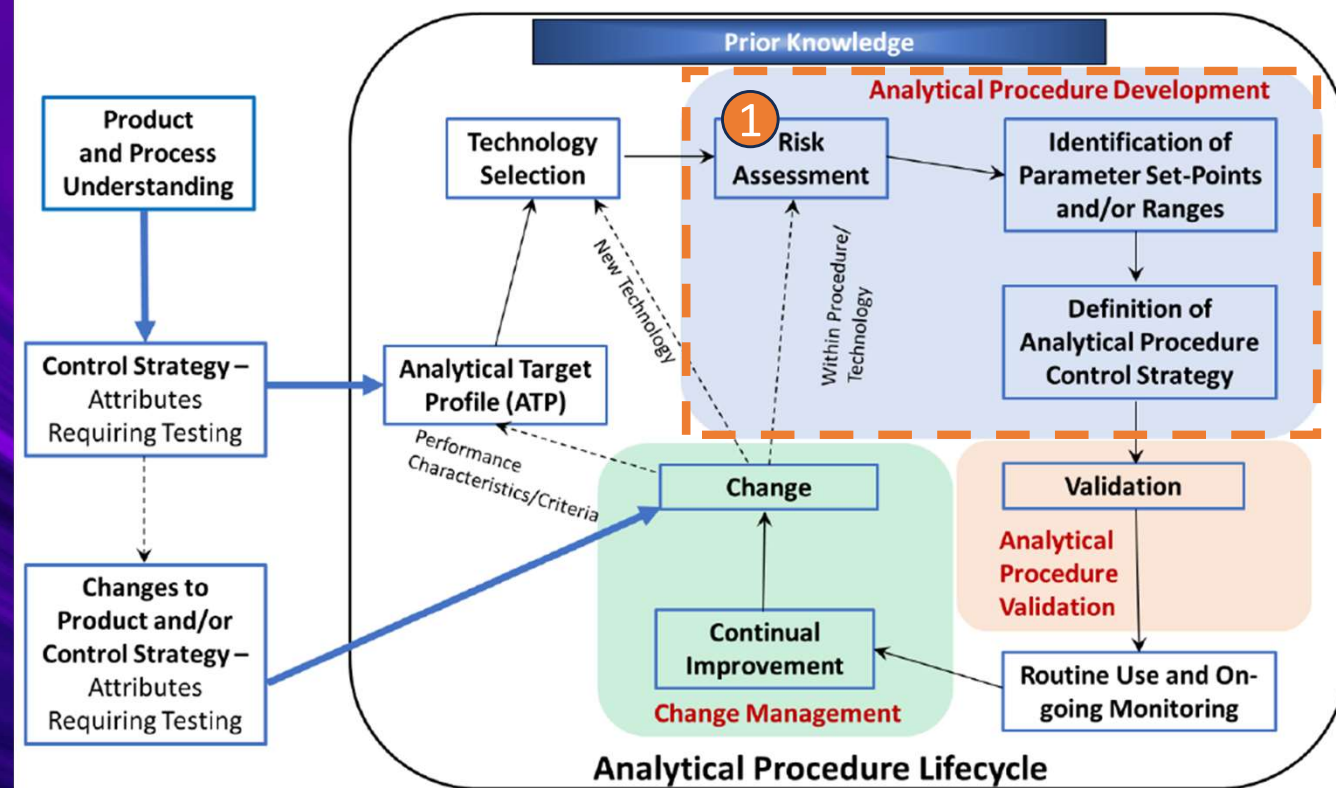 Prior Knowledge
Product
and Process
Understanding
Control Strategy –
Attributes
Requiring Testing
Changes to
Product and/or
Control Strategy –
Attributes
Requiring Testing
Technology
Selection
Analytical Target
Profile (ATP)
Analytical Procedure Development
1
Risk
Assessment
Identification of
Parameter Set-Points
and/or Ranges
Definition of
Analytical Procedure
Control Strategy
New Technology
Within Procedure/
Technology
Performance
Characteristics/Criteria
Change
Continual
Improvement
Change Management
Validation
Analytical
Procedure
Validation
Routine Use and On-
going Monitoring
Analytical Procedure Lifecycle